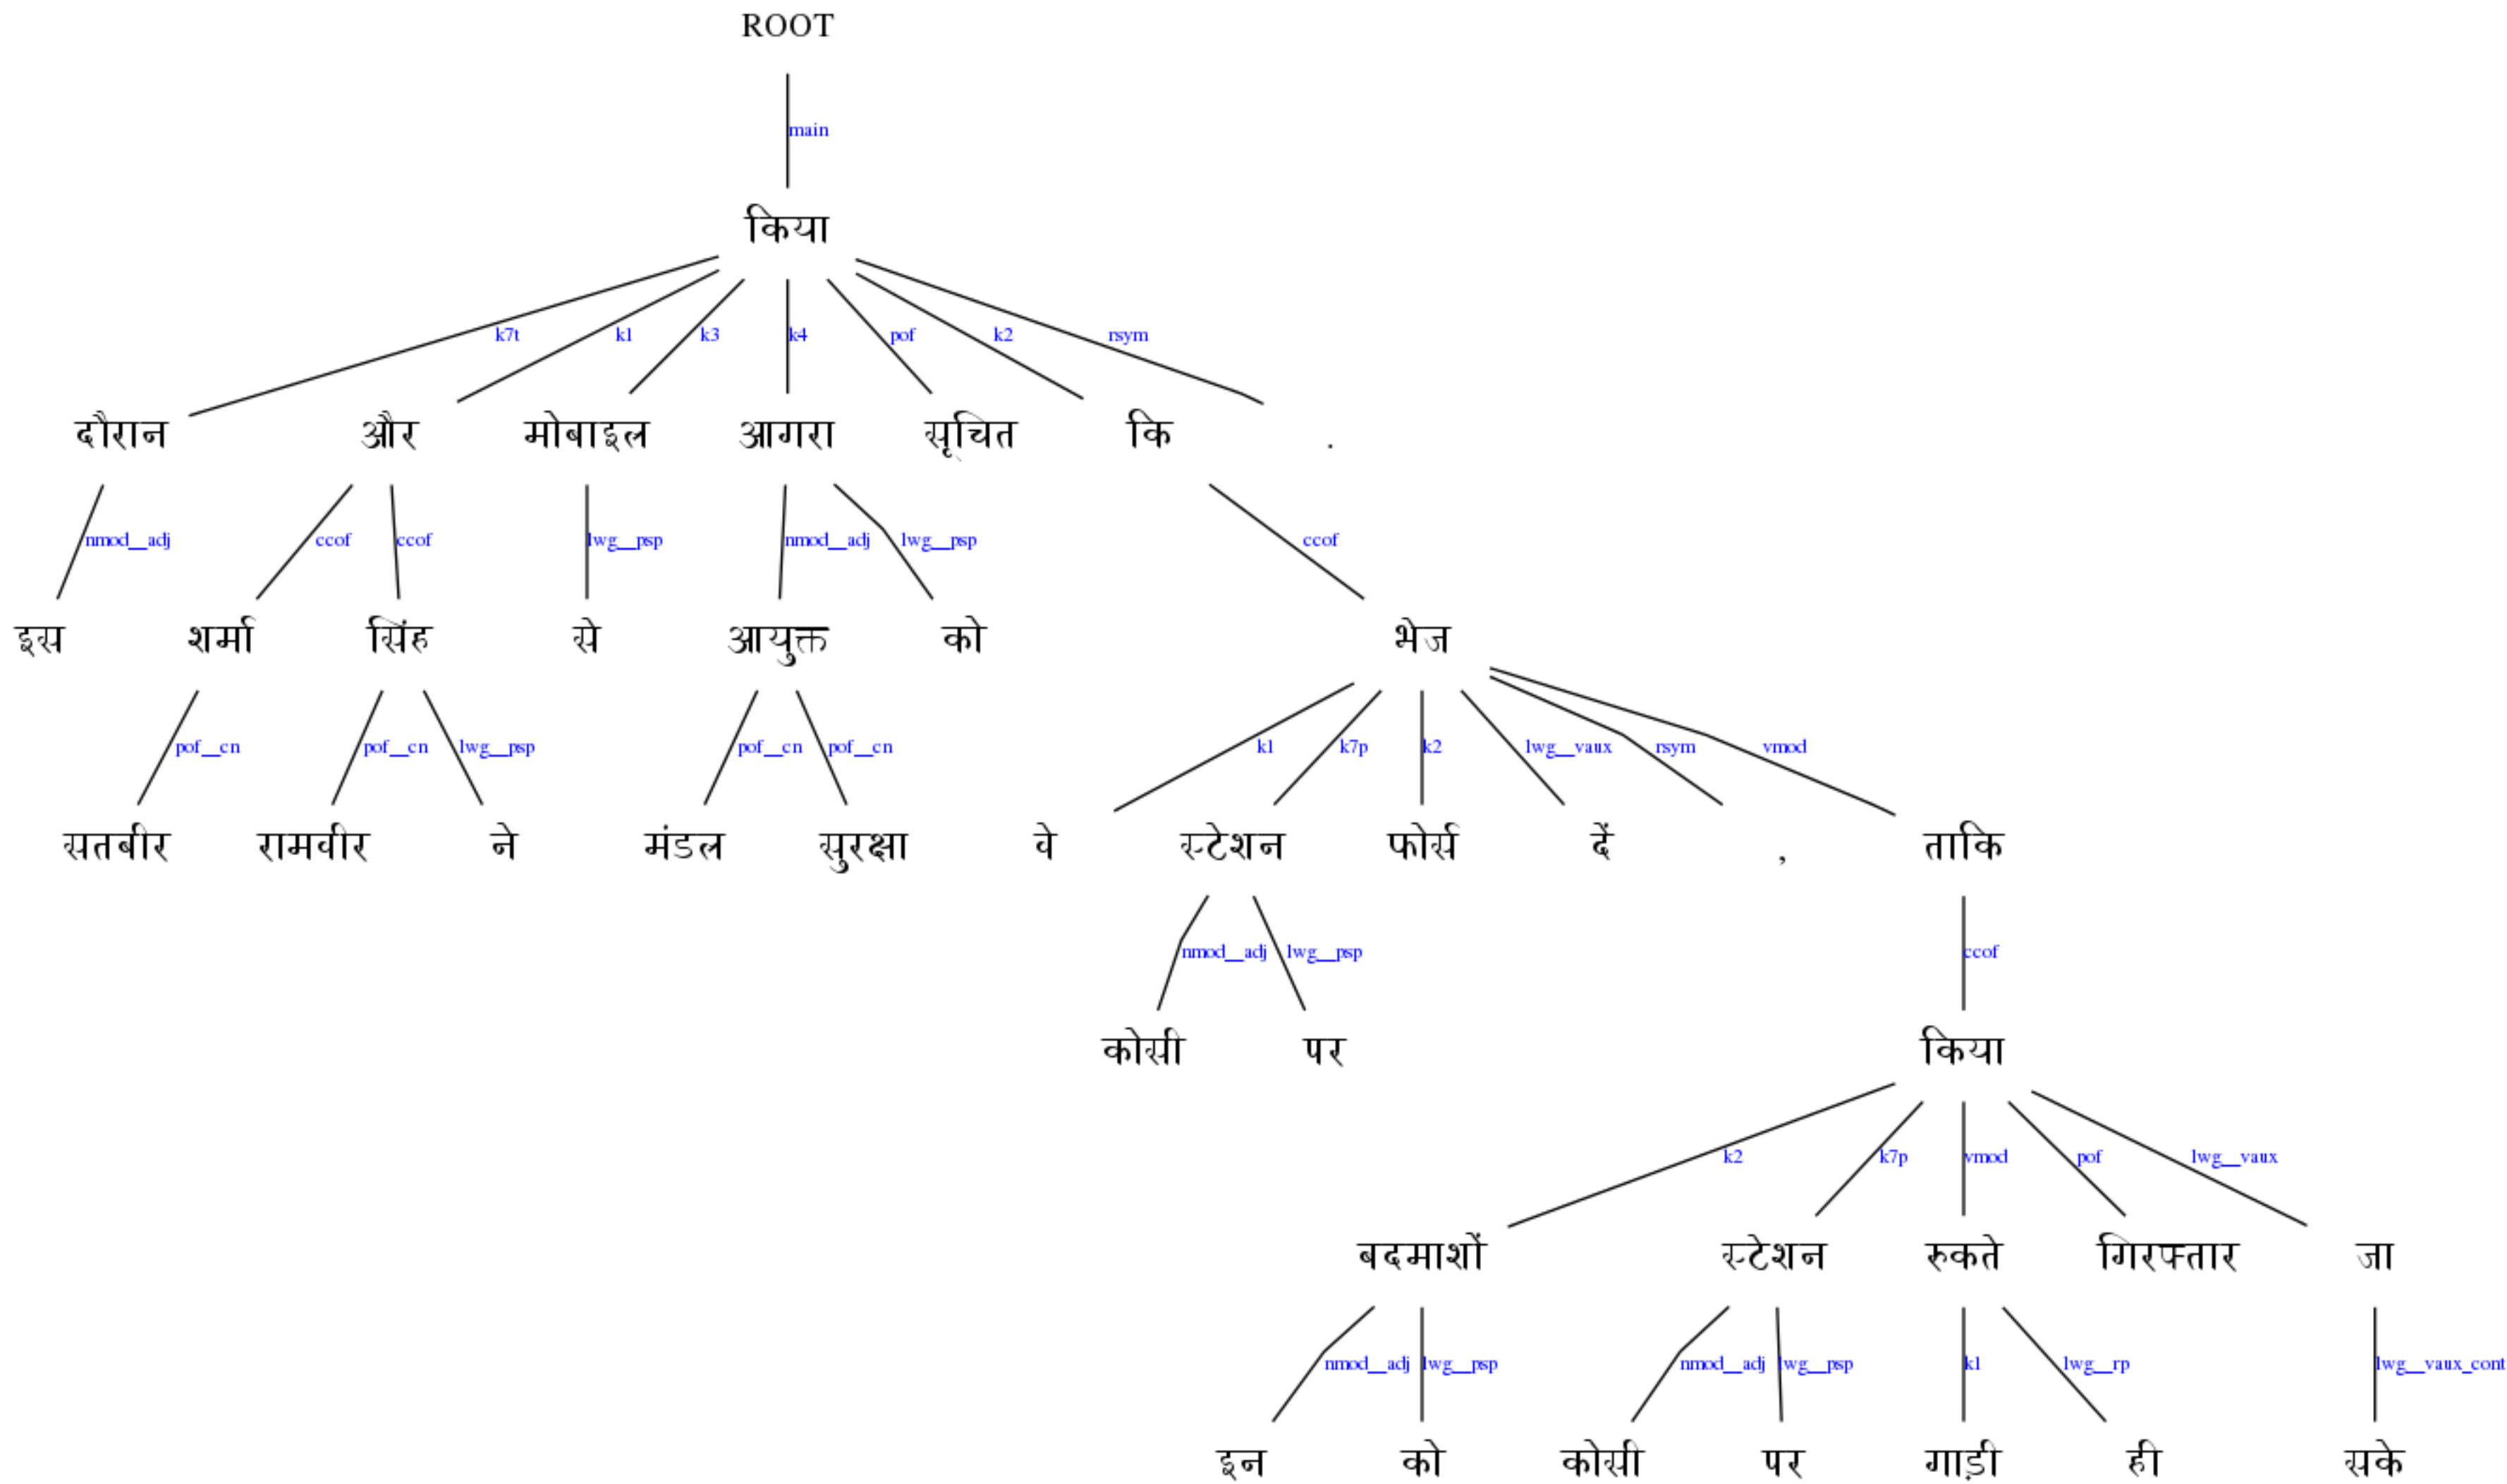 ROOT
main
किया
k7t k1 k3 k4 pof k2 rsym
दौरान और मोबाइल आगरा सूचित कि .
nmod__adj ccof ccof lwg__psp nmod__adj lwg__psp ccof
इस शर्मा सिंह से आयुक्त को भेज
pof__cn pof__cn lwg__psp pof__cn pof__cn k1 k7p k2 lwg__vaux rsym vmod
सतबीर रामवीर ने मंडल सुरक्षा वे स्टेशन फोर्स दें , ताकि
nmod__adj lwg__psp ccof
कोसी पर किया
k2 k7p vmod pof lwg__vaux
बदमाशों स्टेशन रुकते गिरफ्तार जा
nmod__adj lwg__psp nmod__adj lwg__psp k1 lwg__rp lwg__vaux_cont
इन को कोसी पर गाड़ी ही सके